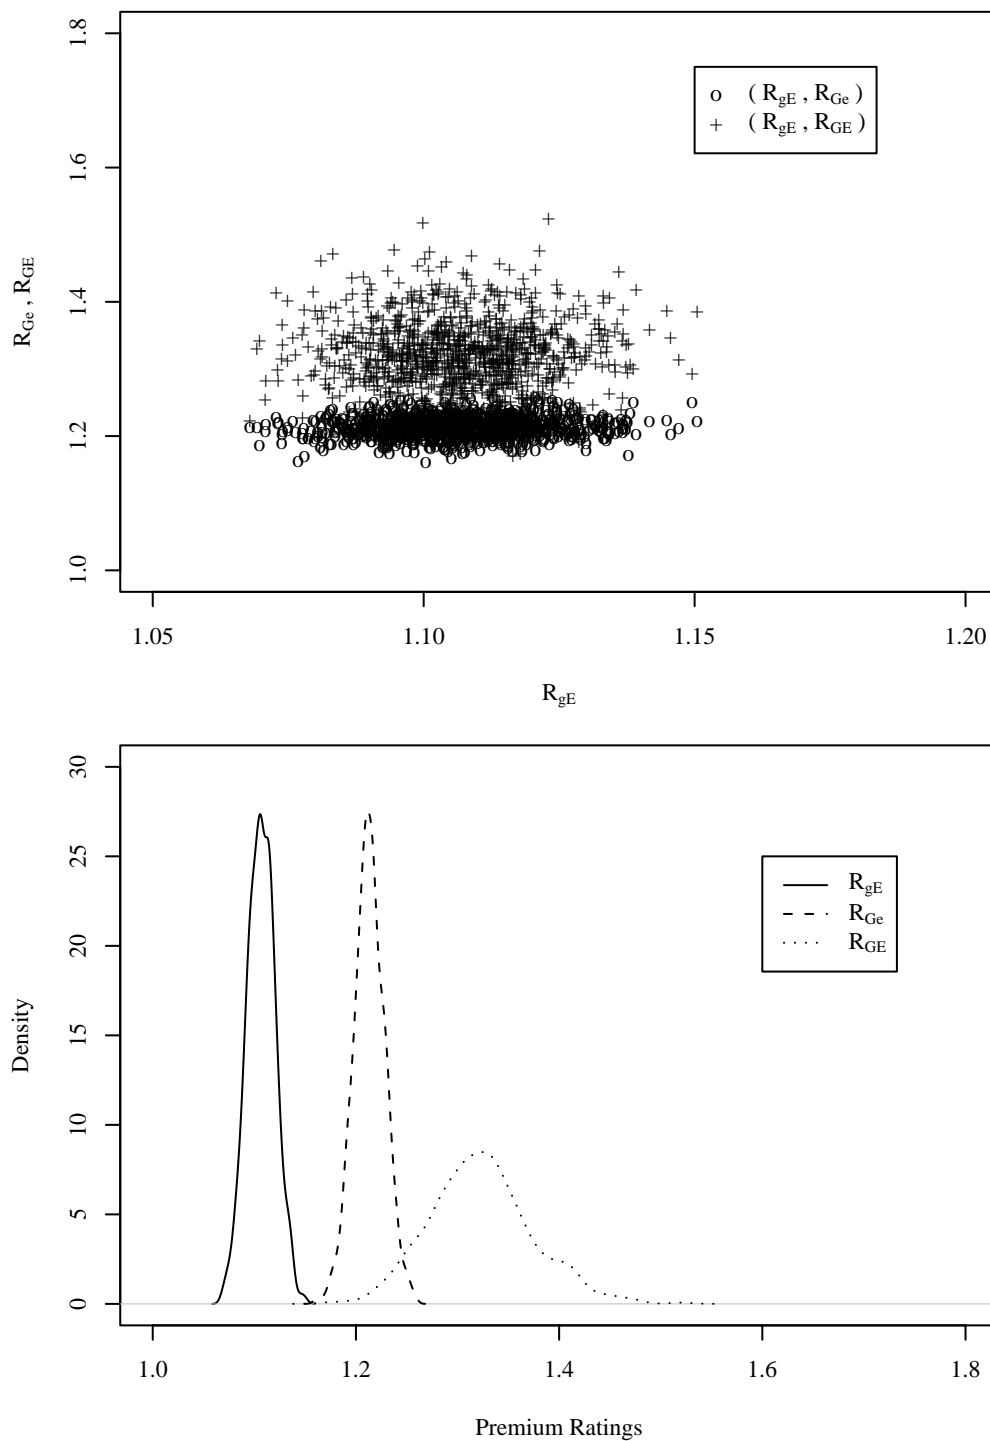 1.8
1.6
1.4
1.2
1.0
R_Ge , R_GE
o ( R_gE , R_Ge )
+ ( R_gE , R_GE )
1.05 1.10 1.15 1.20
R_gE
30
25
20
15
10
5
0
Density
R_gE
R_Ge
R_GE
1.0 1.2 1.4 1.6 1.8
Premium Ratings